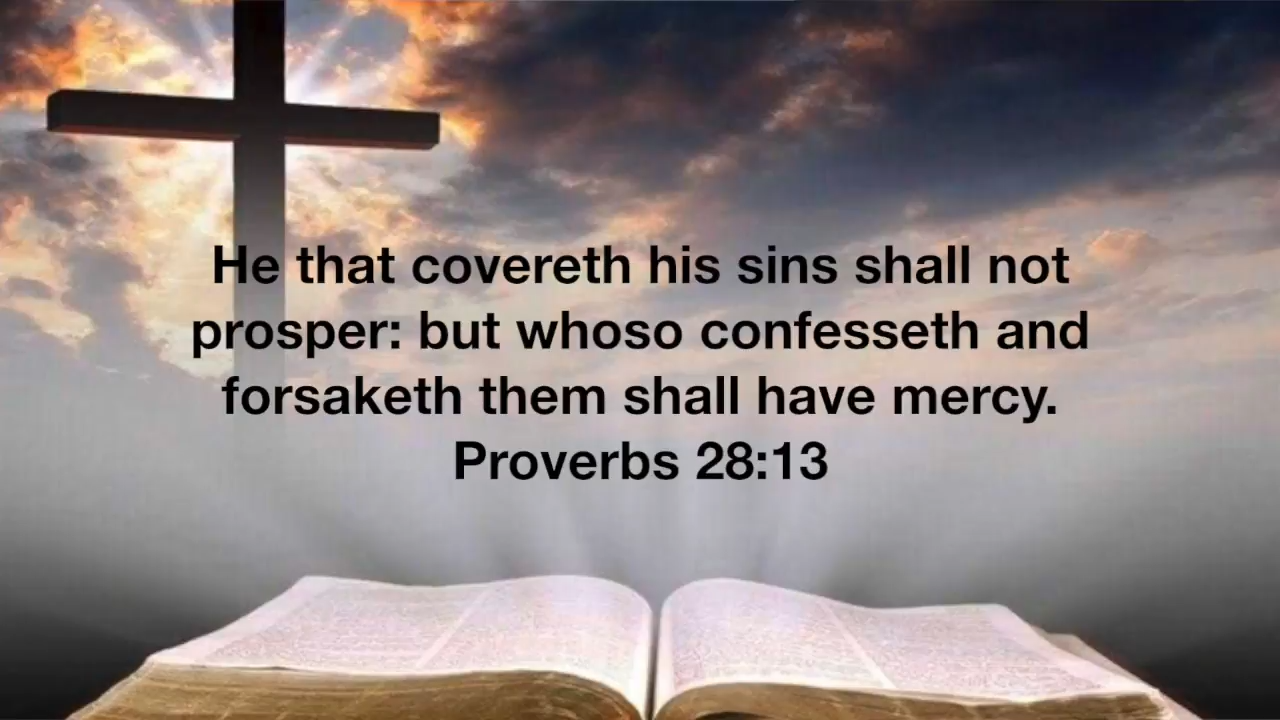 He that covereth his sins shall not
prosper: but whoso confesseth and
forsaketh them shall have mercy.
Proverbs 28:13